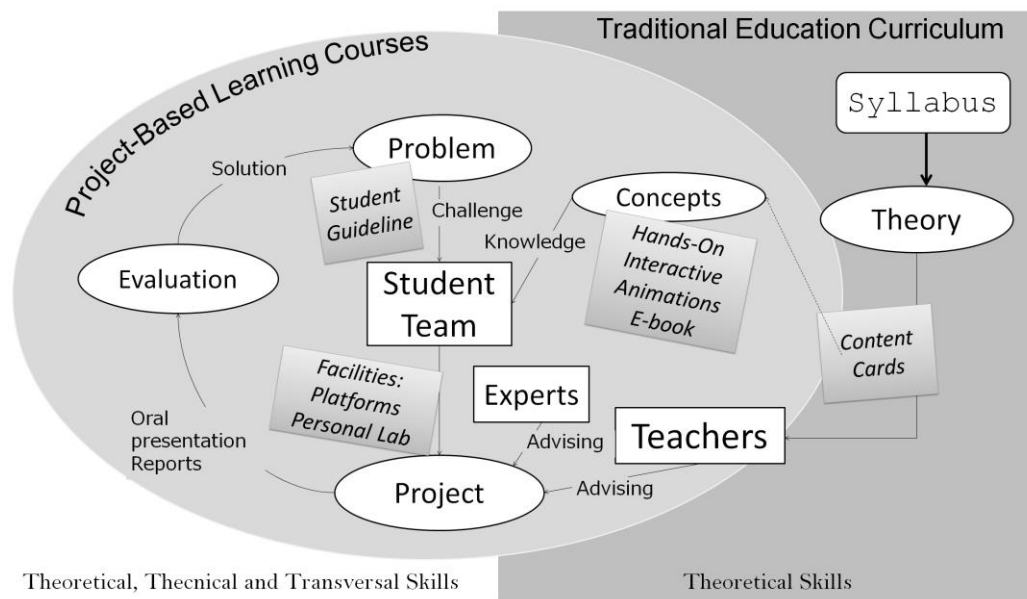 Traditional Education Curriculum
Project-Based Learning Courses
Syllabus
Problem
Solution
Student
Guideline
Challenge
Concepts
Theory
Knowledge
Hands-On
Interactive
Animations
E-book
Evaluation
Student
Team
Content
Cards
Facilities:
Platforms
Personal Lab
Experts
Oral
presentation
Reports
Advising
Teachers
Project
Advising
Theoretical, Thecnical and Transversal Skills
Theoretical Skills